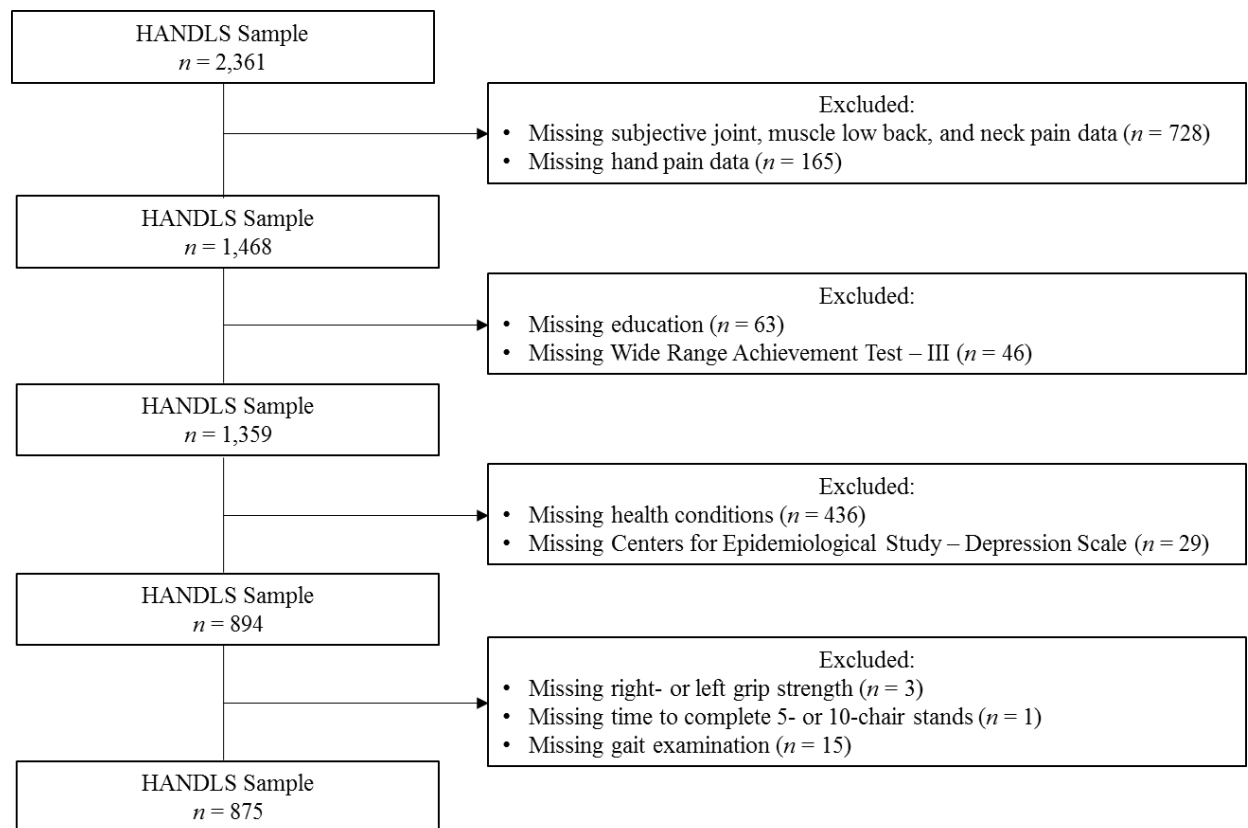 HANDLS Sample
n = 2,361
Excluded:
• Missing subjective joint, muscle low back, and neck pain data (n = 728)
• Missing hand pain data (n = 165)
HANDLS Sample
n = 1,468
Excluded:
• Missing education (n = 63)
• Missing Wide Range Achievement Test – III (n = 46)
HANDLS Sample
n = 1,359
Excluded:
• Missing health conditions (n = 436)
• Missing Centers for Epidemiological Study – Depression Scale (n = 29)
HANDLS Sample
n = 894
Excluded:
• Missing right- or left grip strength (n = 3)
• Missing time to complete 5- or 10-chair stands (n = 1)
• Missing gait examination (n = 15)
HANDLS Sample
n = 875